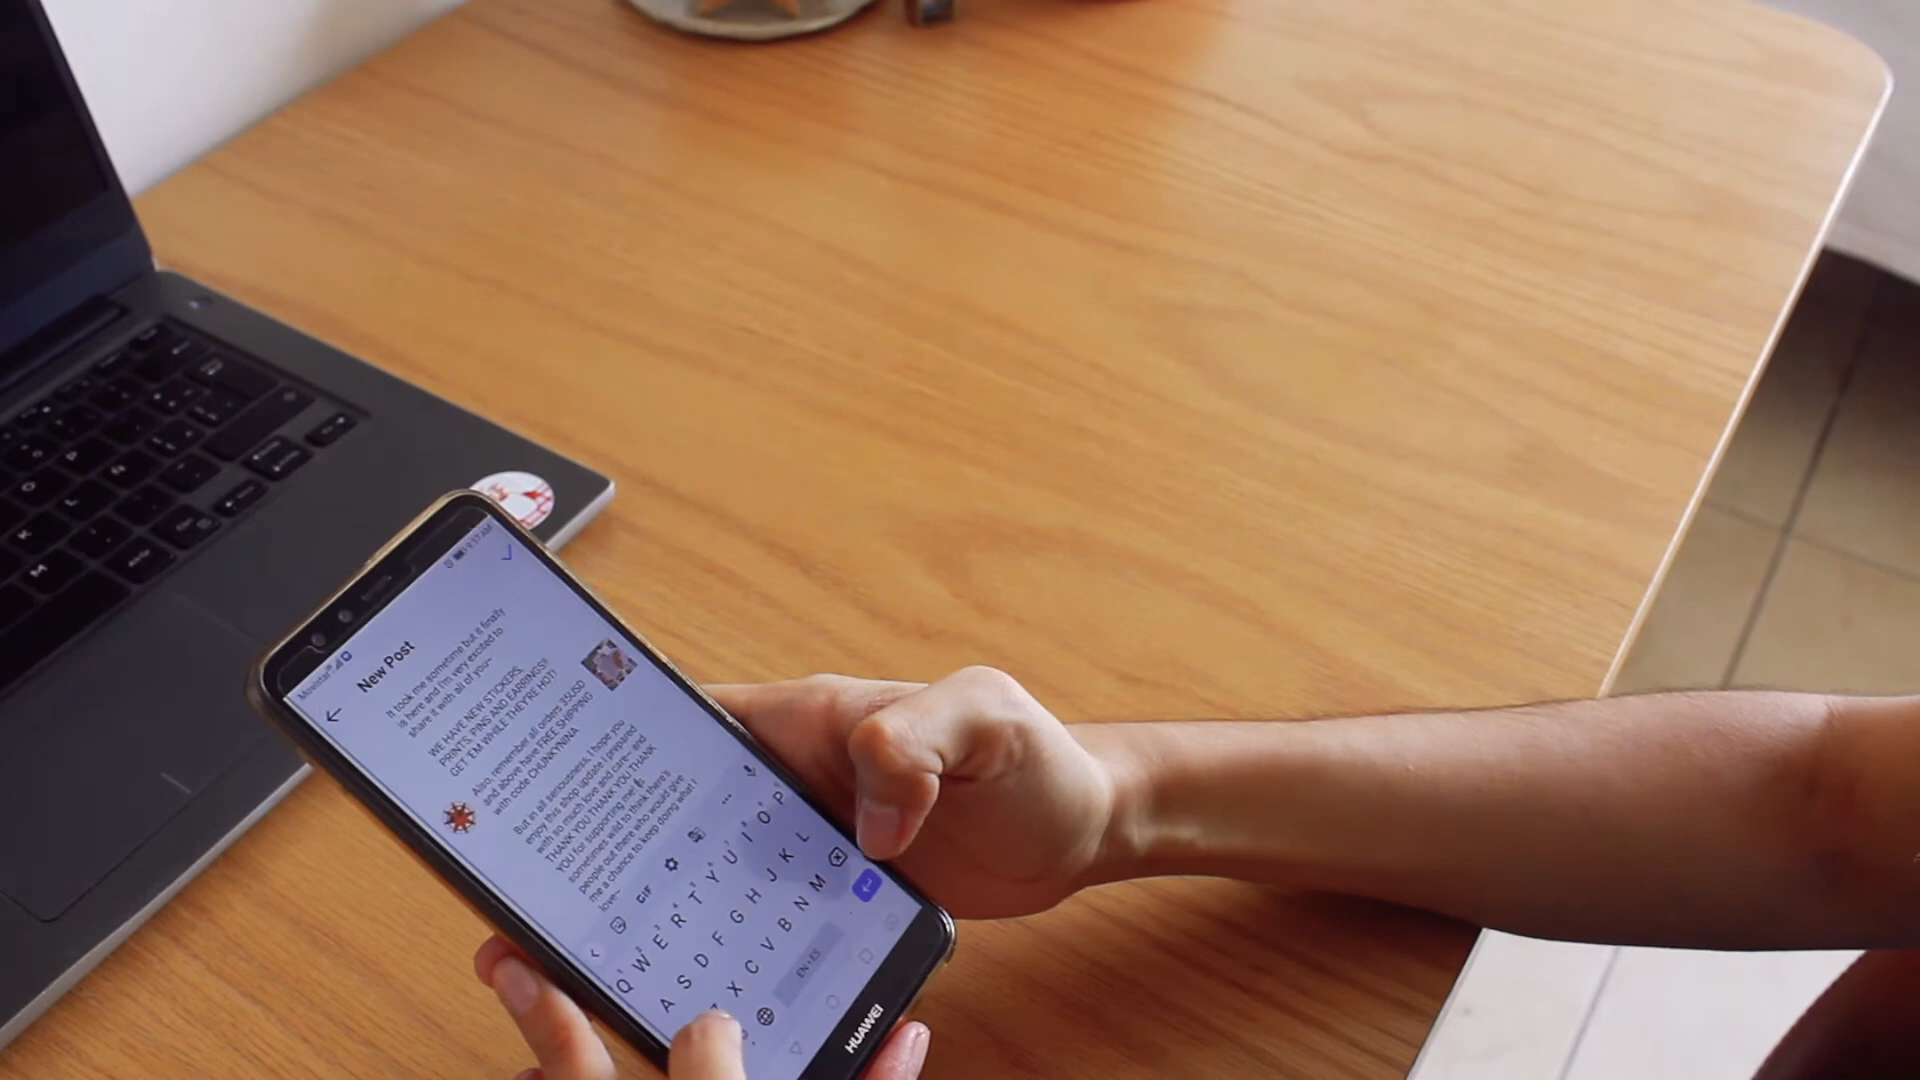 Movistar
9:37 AM
New Post
It took me sometime but it finally
is here and I'm very excited to
share it with all of you~
WE HAVE NEW STICKERS,
PRINTS, PINS AND EARRINGS!!
GET 'EM WHILE THEY'RE HOT!
Also, remember all orders 35USD
and above have FREE SHIPPING
with code CHUNKYNINA
But in all seriousness, I hope you
enjoy this shop update I prepared
with so much love and care~ and
THANK YOU THANK YOU THANK
YOU for supporting me!
sometimes wild to think there's
people out there who would give
me a chance to keep doing what I
love~
GIF
Q W E R T Y U I O P
A S D F G H J K L
Z X C V B N M
EN • ES
HUAWEI
O P Ñ
K L
M